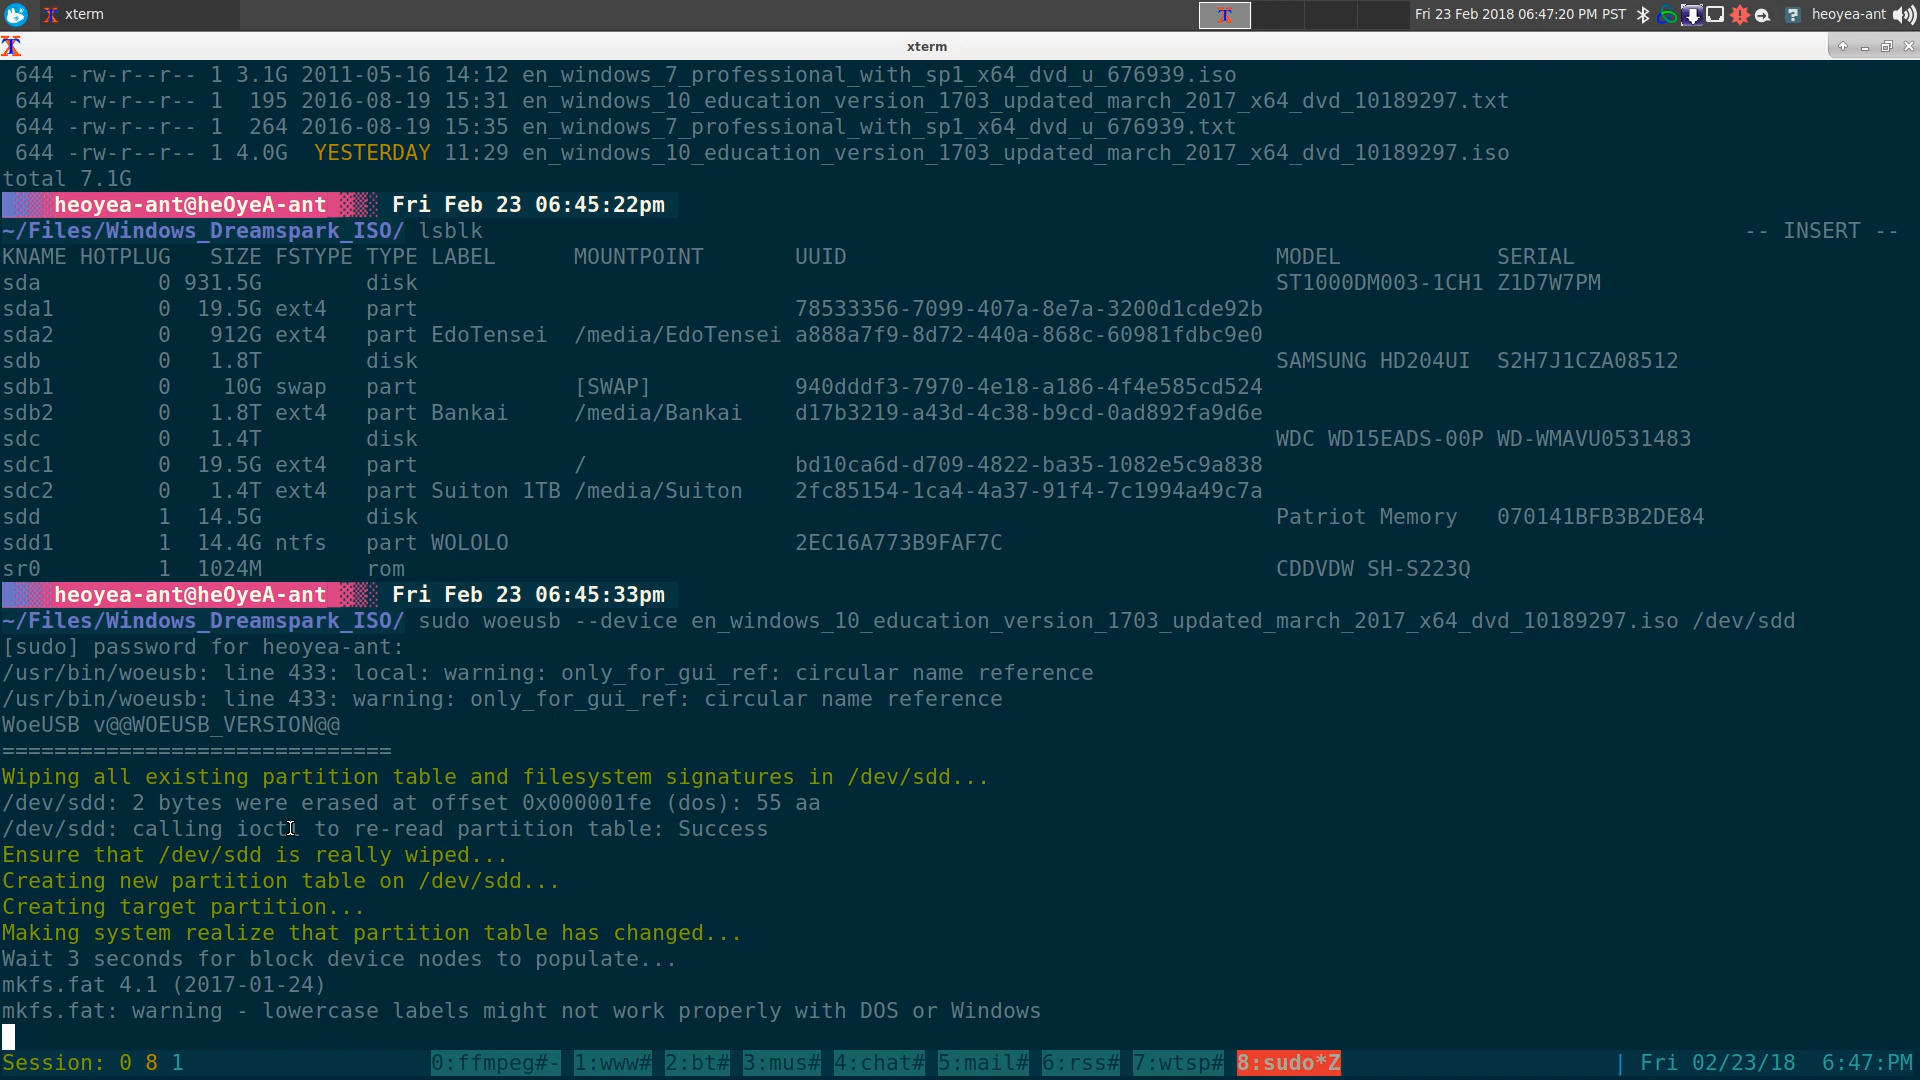 xterm
Fri 23 Feb 2018 06:47:20 PM PST
heoyea-ant
xterm
644 -rw-r--r-- 1 3.1G 2011-05-16 14:12 en_windows_7_professional_with_sp1_x64_dvd_u_676939.iso
644 -rw-r--r-- 1  195 2016-08-19 15:31 en_windows_10_education_version_1703_updated_march_2017_x64_dvd_10189297.txt
644 -rw-r--r-- 1  264 2016-08-19 15:35 en_windows_7_professional_with_sp1_x64_dvd_u_676939.txt
644 -rw-r--r-- 1 4.0G  YESTERDAY 11:29 en_windows_10_education_version_1703_updated_march_2017_x64_dvd_10189297.iso
total 7.1G
heoyea-ant@heOyeA-ant Fri Feb 23 06:45:22pm
~/Files/Windows_Dreamspark_ISO/ lsblk -- INSERT --
KNAME HOTPLUG   SIZE FSTYPE TYPE LABEL      MOUNTPOINT       UUID                                 MODEL            SERIAL
sda         0 931.5G        disk                                                                  ST1000DM003-1CH1 Z1D7W7PM
sda1        0  19.5G ext4   part                             78533356-7099-407a-8e7a-3200d1cde92b
sda2        0   912G ext4   part EdoTensei  /media/EdoTensei a888a7f9-8d72-440a-868c-60981fdbc9e0
sdb         0   1.8T        disk                                                                  SAMSUNG HD204UI  S2H7J1CZA08512
sdb1        0    10G swap   part            [SWAP]           940dddf3-7970-4e18-a186-4f4e585cd524
sdb2        0   1.8T ext4   part Bankai     /media/Bankai    d17b3219-a43d-4c38-b9cd-0ad892fa9d6e
sdc         0   1.4T        disk                                                                  WDC WD15EADS-00P WD-WMAVU0531483
sdc1        0  19.5G ext4   part            /                bd10ca6d-d709-4822-ba35-1082e5c9a838
sdc2        0   1.4T ext4   part Suiton 1TB /media/Suiton    2fc85154-1ca4-4a37-91f4-7c1994a49c7a
sdd         1  14.5G        disk                                                                  Patriot Memory   070141BFB3B2DE84
sdd1        1  14.4G ntfs   part WOLOLO                      2EC16A773B9FAF7C
sr0         1  1024M        rom                                                                   CDDVDW SH-S223Q
heoyea-ant@heOyeA-ant Fri Feb 23 06:45:33pm
~/Files/Windows_Dreamspark_ISO/ sudo woeusb --device en_windows_10_education_version_1703_updated_march_2017_x64_dvd_10189297.iso /dev/sdd
[sudo] password for heoyea-ant:
/usr/bin/woeusb: line 433: local: warning: only_for_gui_ref: circular name reference
/usr/bin/woeusb: line 433: warning: only_for_gui_ref: circular name reference
WoeUSB v@@WOEUSB_VERSION@@
==============================
Wiping all existing partition table and filesystem signatures in /dev/sdd...
/dev/sdd: 2 bytes were erased at offset 0x000001fe (dos): 55 aa
/dev/sdd: calling ioctl to re-read partition table: Success
Ensure that /dev/sdd is really wiped...
Creating new partition table on /dev/sdd...
Creating target partition...
Making system realize that partition table has changed...
Wait 3 seconds for block device nodes to populate...
mkfs.fat 4.1 (2017-01-24)
mkfs.fat: warning - lowercase labels might not work properly with DOS or Windows
Session: 0 8 1 0:ffmpeg#- 1:www# 2:bt# 3:mus# 4:chat# 5:mail# 6:rss# 7:wtsp# 8:sudo*Z | Fri 02/23/18  6:47:PM